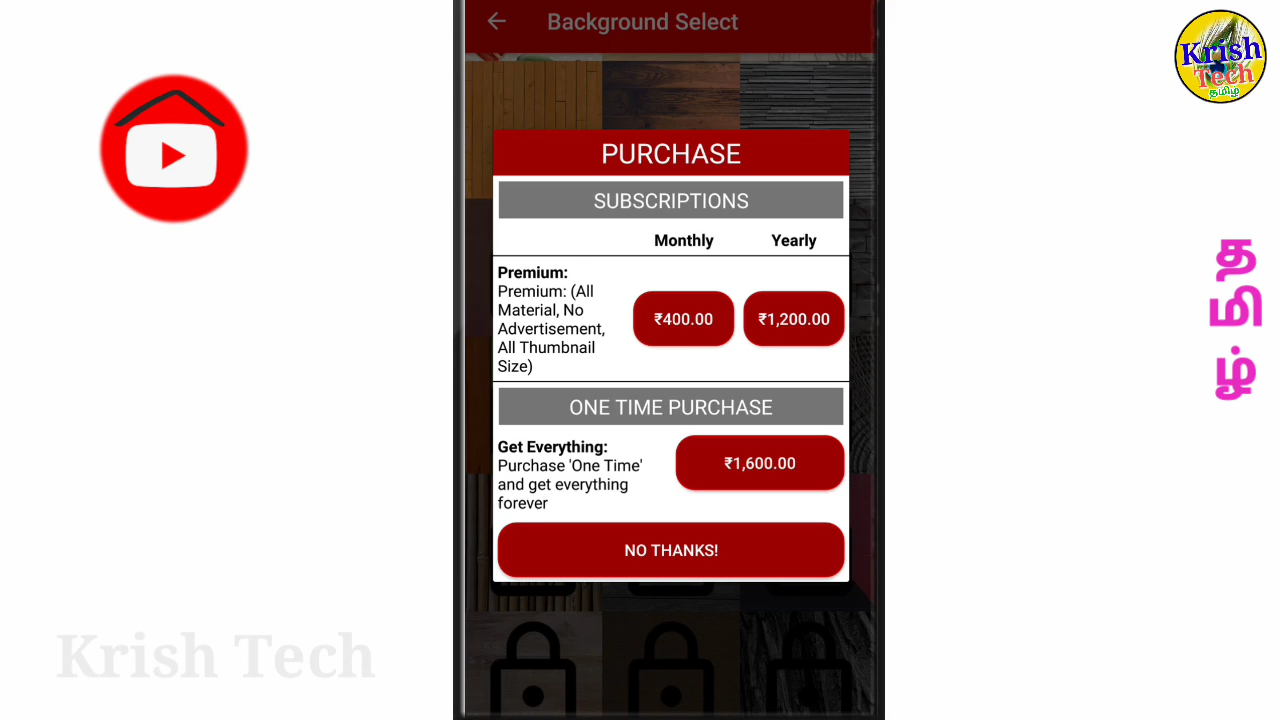 Background Select
Krish
Tech
தமிழ்
PURCHASE
SUBSCRIPTIONS
Monthly Yearly
Premium:
Premium: (All
Material, No
Advertisement,
All Thumbnail
Size)
₹400.00 ₹1,200.00
ONE TIME PURCHASE
Get Everything:
Purchase 'One Time'
and get everything
forever
₹1,600.00
NO THANKS!
தமிழ்
Krish Tech